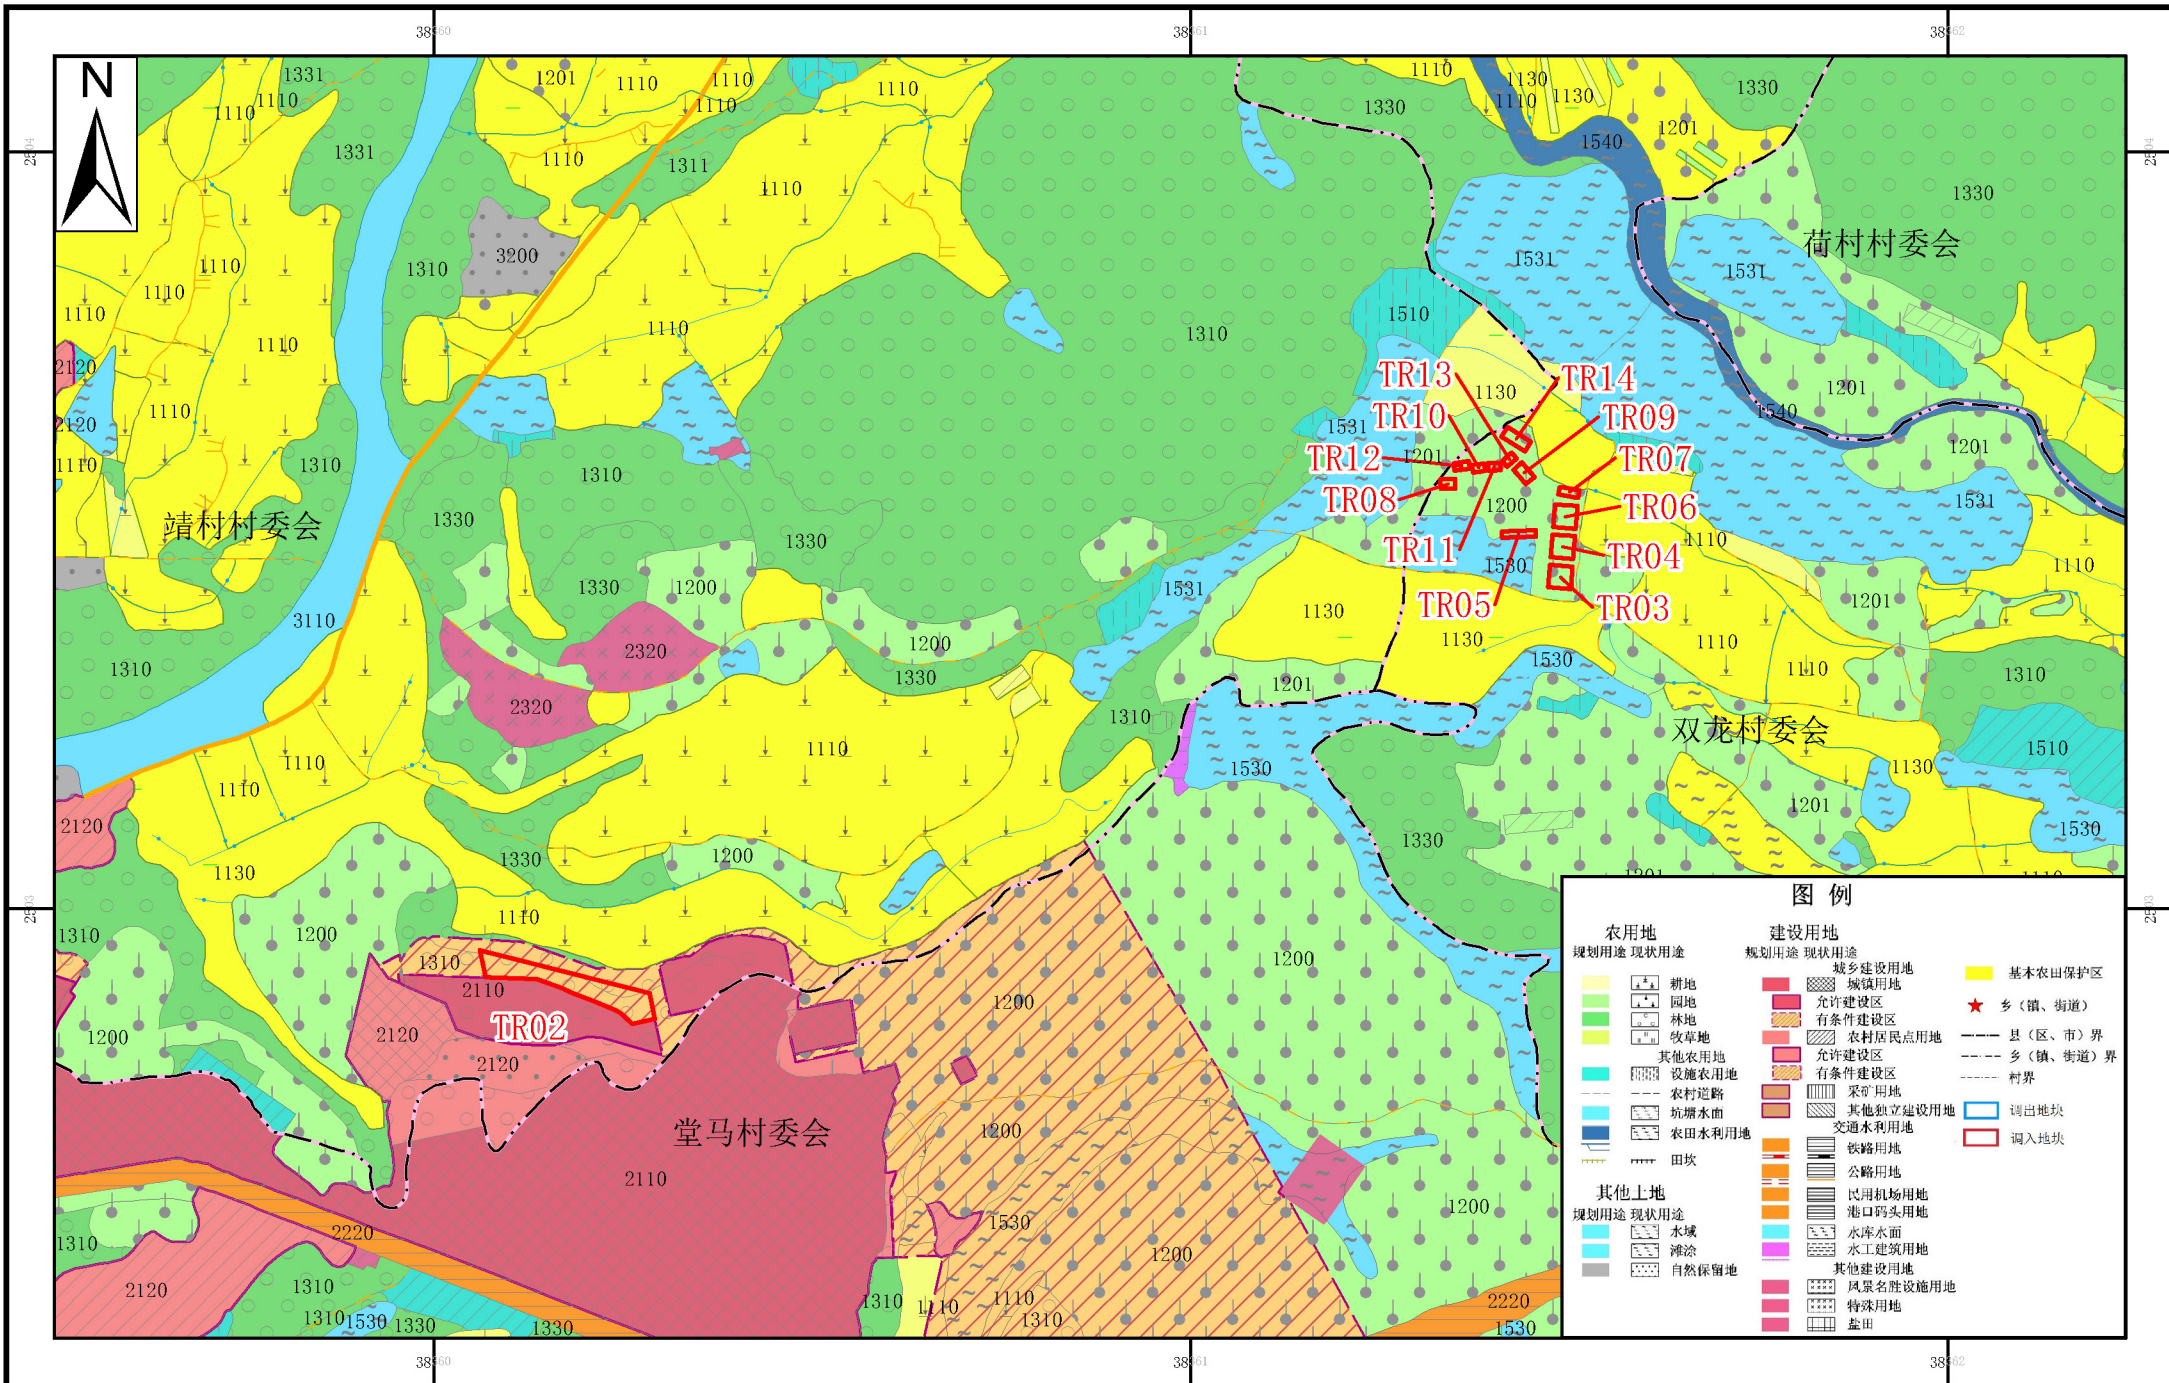 38360
38361
38362
2504
2504
N
1331
1110
1110
1110
1331
1201
1110
1110
1110
1110
1110
1311
1110
3200
1310
1110
1110
1110
1110
1110
1110
1310
1330
1110
1130
1110
1130
1540
1201
1330
1330
1531
荷村村委会
1531
1510
1130
1201
1540
1201
2120
2120
1110
1110
1310
1310
靖村村委会
1330
1330
1330
1200
1531
1201
TR13
TR14
TR10
TR09
TR12
TR07
TR08
1200
TR06
TR11
1530
TR04
TR05
TR03
1531
1110
1110
1201
3110
1310
2320
2320
1200
1330
1531
1130
1130
1530
1201
1110
1110
1310
双龙村委会
1510
1130
1201
1530
1310
1110
1110
1110
2120
1130
1530
1330
1330
1200
1110
1200
1310
1310
2110
TR02
2120
2120
1200
1200
1200
1200
1200
堂马村委会
2110
1530
1200
1200
2220
1310
2120
1310
1310
1530
1330
1330
1310
1110
1110
1310
2220
1530
2503
2503
图 例
农用地
规划用途 现状用途
耕地
园地
林地
牧草地
其他农用地
设施农用地
农村道路
坑塘水面
农田水利用地
田坎
其他土地
规划用途 现状用途
水域
滩涂
自然保留地
建设用地
规划用途 现状用途
城乡建设用地
城镇用地
允许建设区
有条件建设区
农村居民点用地
允许建设区
有条件建设区
采矿用地
其他独立建设用地
交通水利用地
铁路用地
公路用地
民用机场用地
港口码头用地
水库水面
水工建筑用地
其他建设用地
风景名胜设施用地
特殊用地
盐田
基本农田保护区
乡（镇、街道）
县（区、市）界
乡（镇、街道）界
村界
调出地块
调入地块
38360
38361
38362